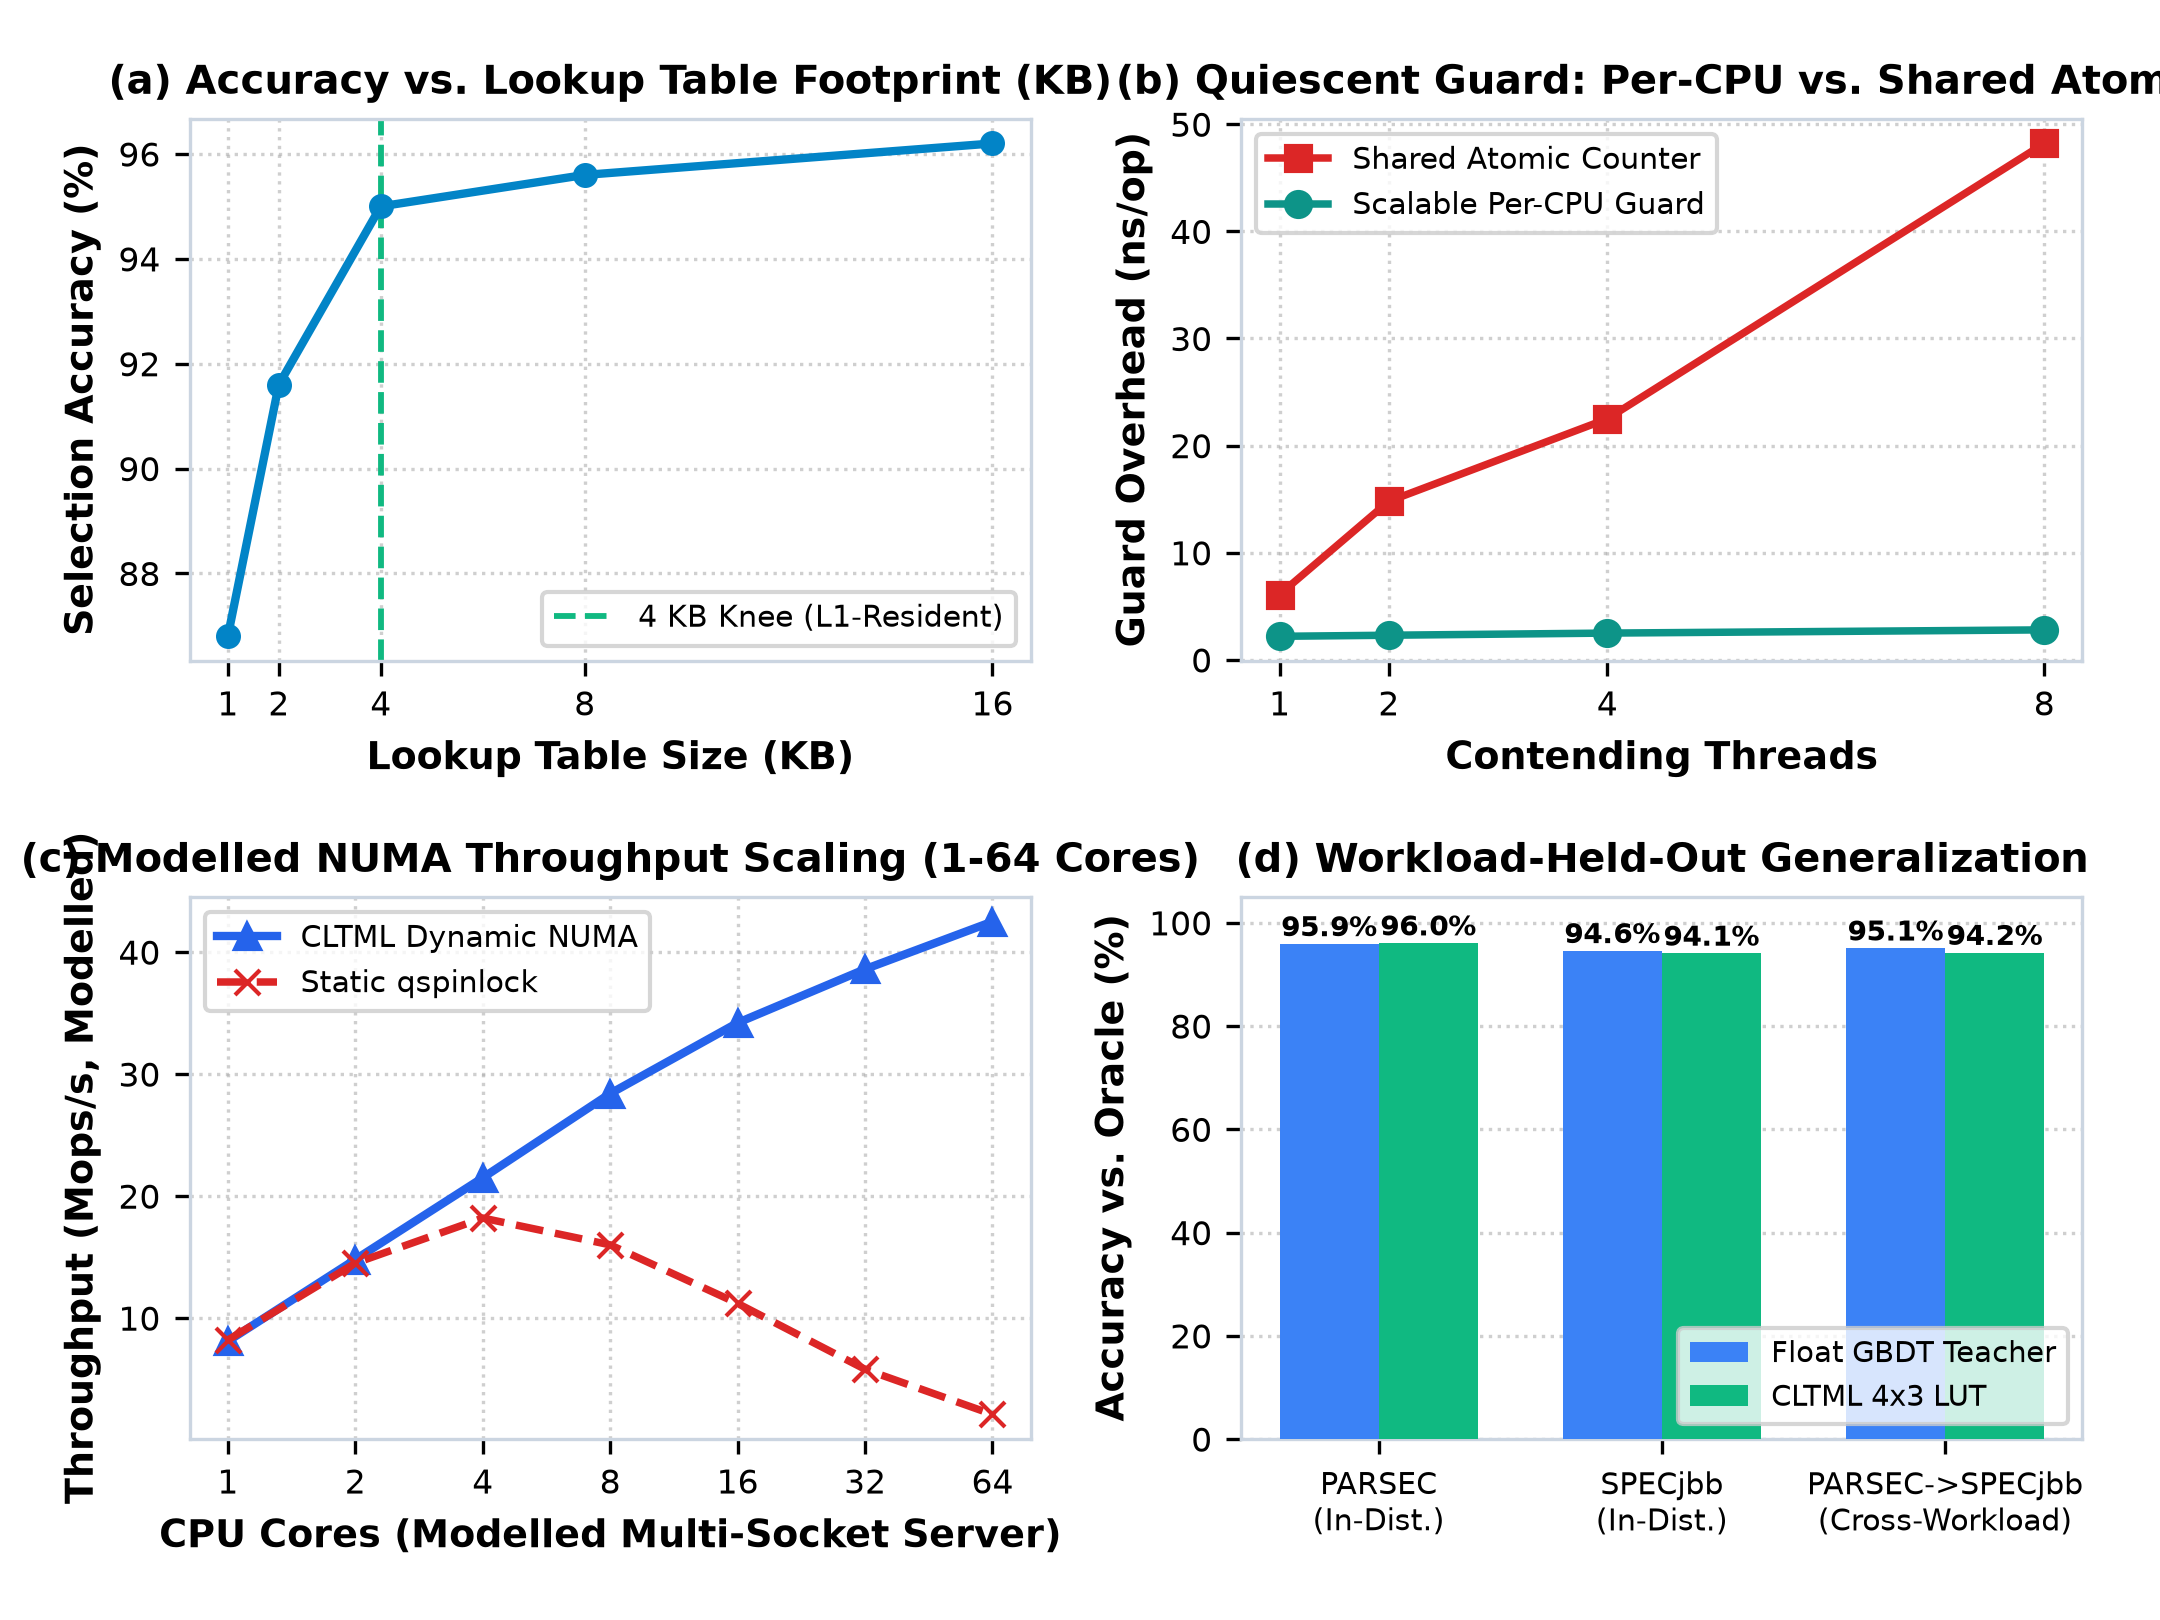 (a) Accuracy vs. Lookup Table Footprint (KB)
Selection Accuracy (%)
96
94
92
90
88
4 KB Knee (L1-Resident)
1 2 4 8 16
Lookup Table Size (KB)
(b) Quiescent Guard: Per-CPU vs. Shared Atom
Guard Overhead (ns/op)
50
40
30
20
10
0
Shared Atomic Counter
Scalable Per-CPU Guard
1 2 4 8
Contending Threads
(c) Modelled NUMA Throughput Scaling (1-64 Cores)
Throughput (Mops/s, Modelled)
40
30
20
10
CLTML Dynamic NUMA
Static qspinlock
1 2 4 8 16 32 64
CPU Cores (Modelled Multi-Socket Server)
(d) Workload-Held-Out Generalization
Accuracy vs. Oracle (%)
100
80
60
40
20
0
95.9% 96.0% 94.6% 94.1% 95.1% 94.2%
Float GBDT Teacher
CLTML 4x3 LUT
PARSEC
(In-Dist.)
SPECjbb
(In-Dist.)
PARSEC->SPECjbb
(Cross-Workload)